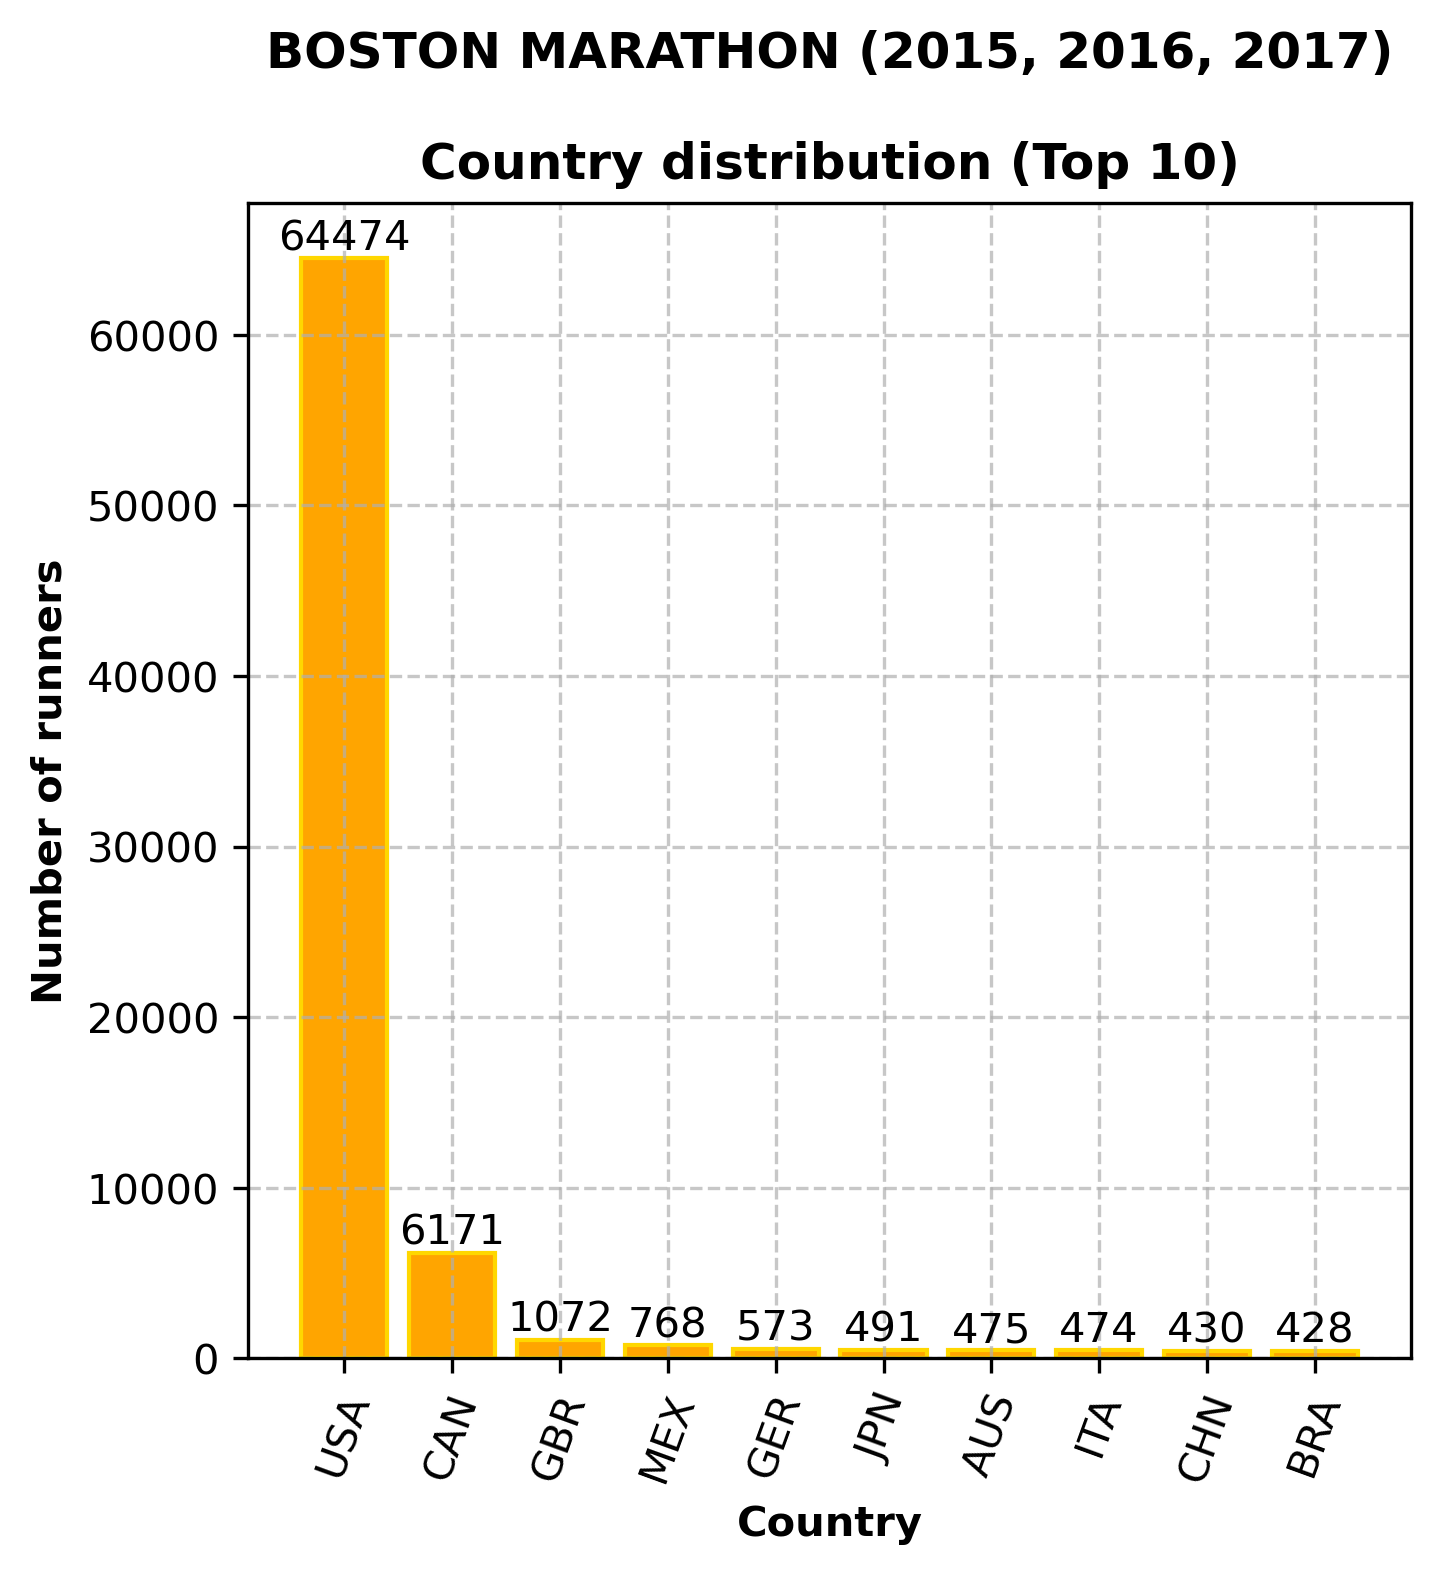 BOSTON MARATHON (2015, 2016, 2017)
Country distribution (Top 10)
64474
6171
1072
768
573
491
475
474
430
428
60000
50000
40000
30000
20000
10000
0
Number of runners
USA
CAN
GBR
MEX
GER
JPN
AUS
ITA
CHN
BRA
Country